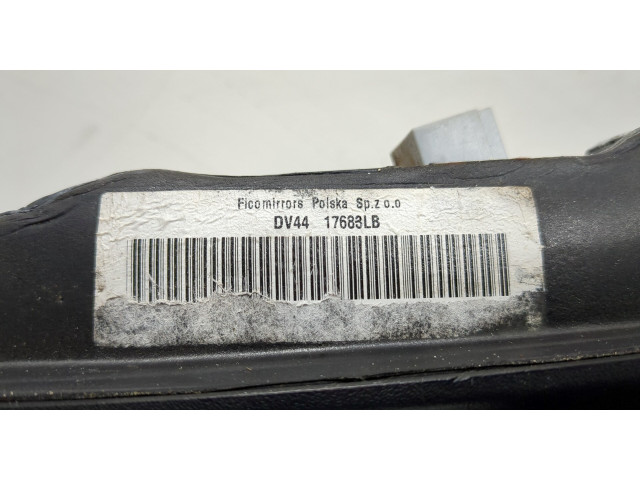 Ficomirrors Polska Sp.z o.o
DV44 17683LB